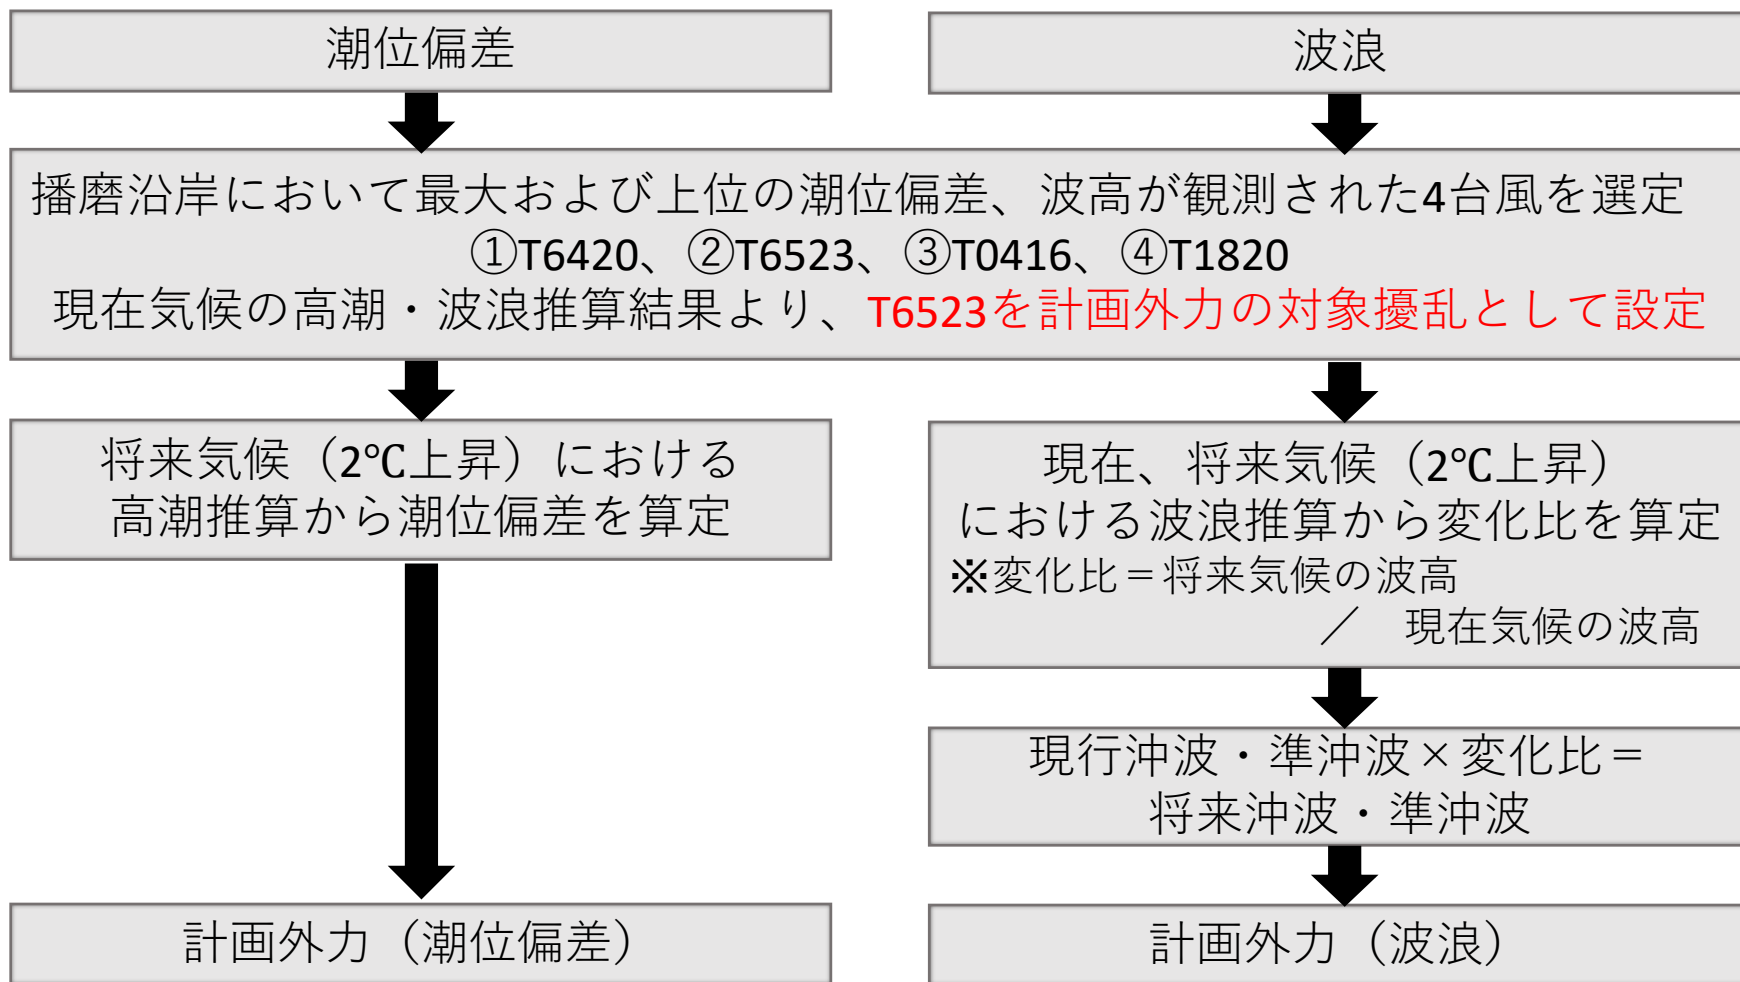 潮位偏差
波浪
播磨沿岸において最大および上位の潮位偏差、波高が観測された4台風を選定
①T6420、②T6523、③T0416、④T1820
現在気候の高潮・波浪推算結果より、T6523を計画外力の対象擾乱として設定
将来気候（2℃上昇）における
高潮推算から潮位偏差を算定
現在、将来気候（2℃上昇）
における波浪推算から変化比を算定
※変化比＝将来気候の波高
／　現在気候の波高
現行沖波・準沖波×変化比＝
将来沖波・準沖波
計画外力（潮位偏差）
計画外力（波浪）